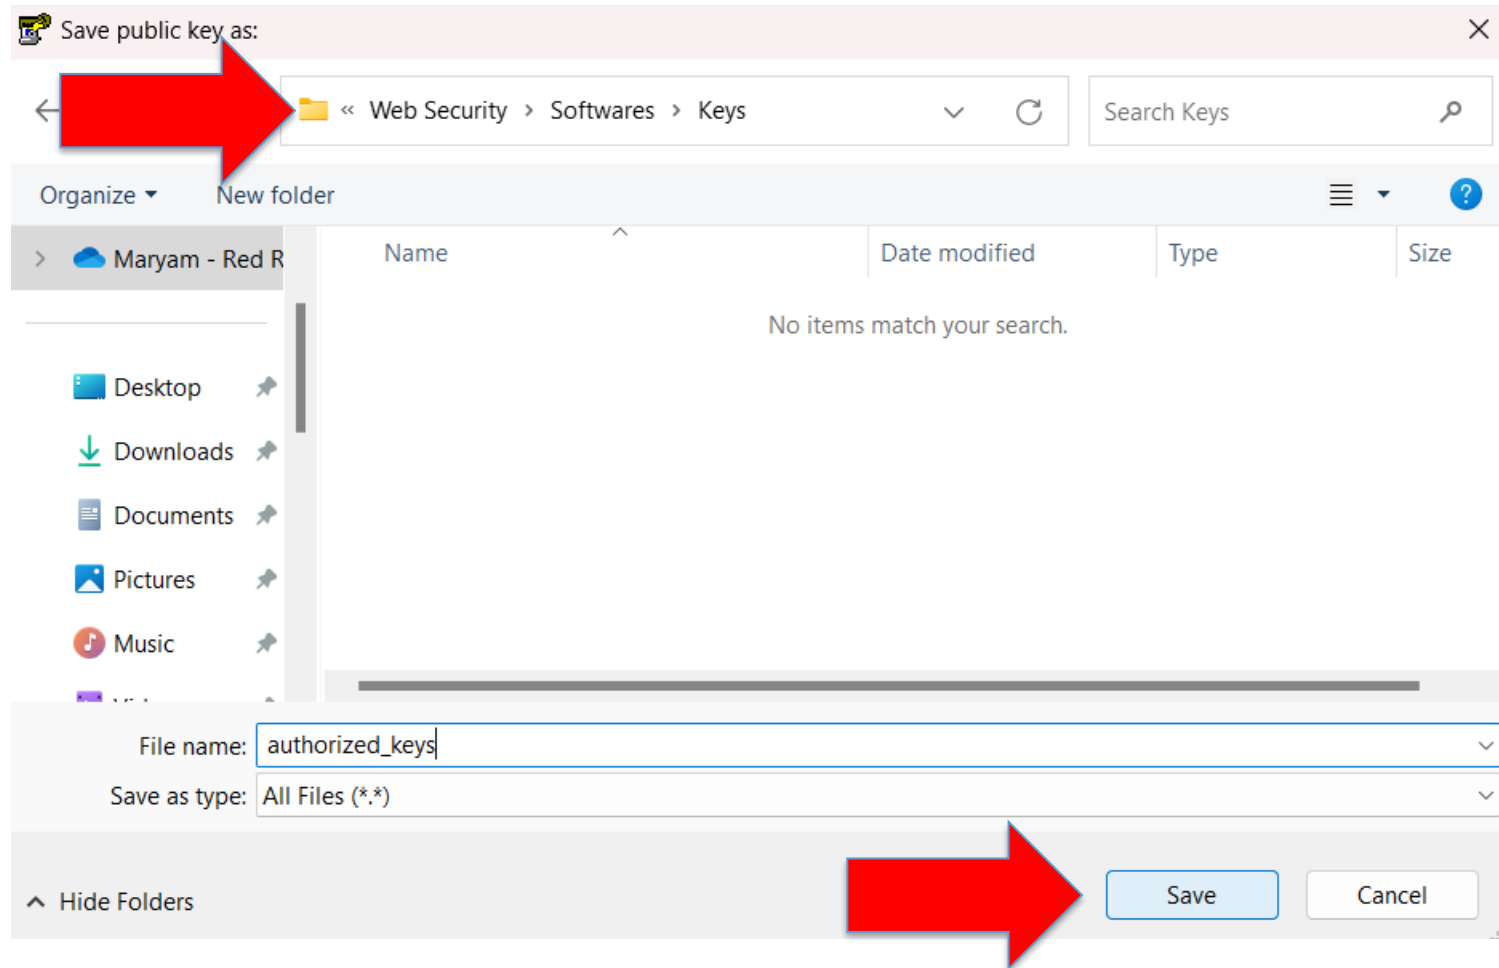 Save public key as:
« Web Security > Softwares > Keys
Search Keys
Organize
New folder
Maryam - Red R
Name
Date modified
Type
Size
No items match your search.
Desktop
Downloads
Documents
Pictures
Music
File name: authorized_keys
Save as type: All Files (*.*)
Hide Folders
Save
Cancel